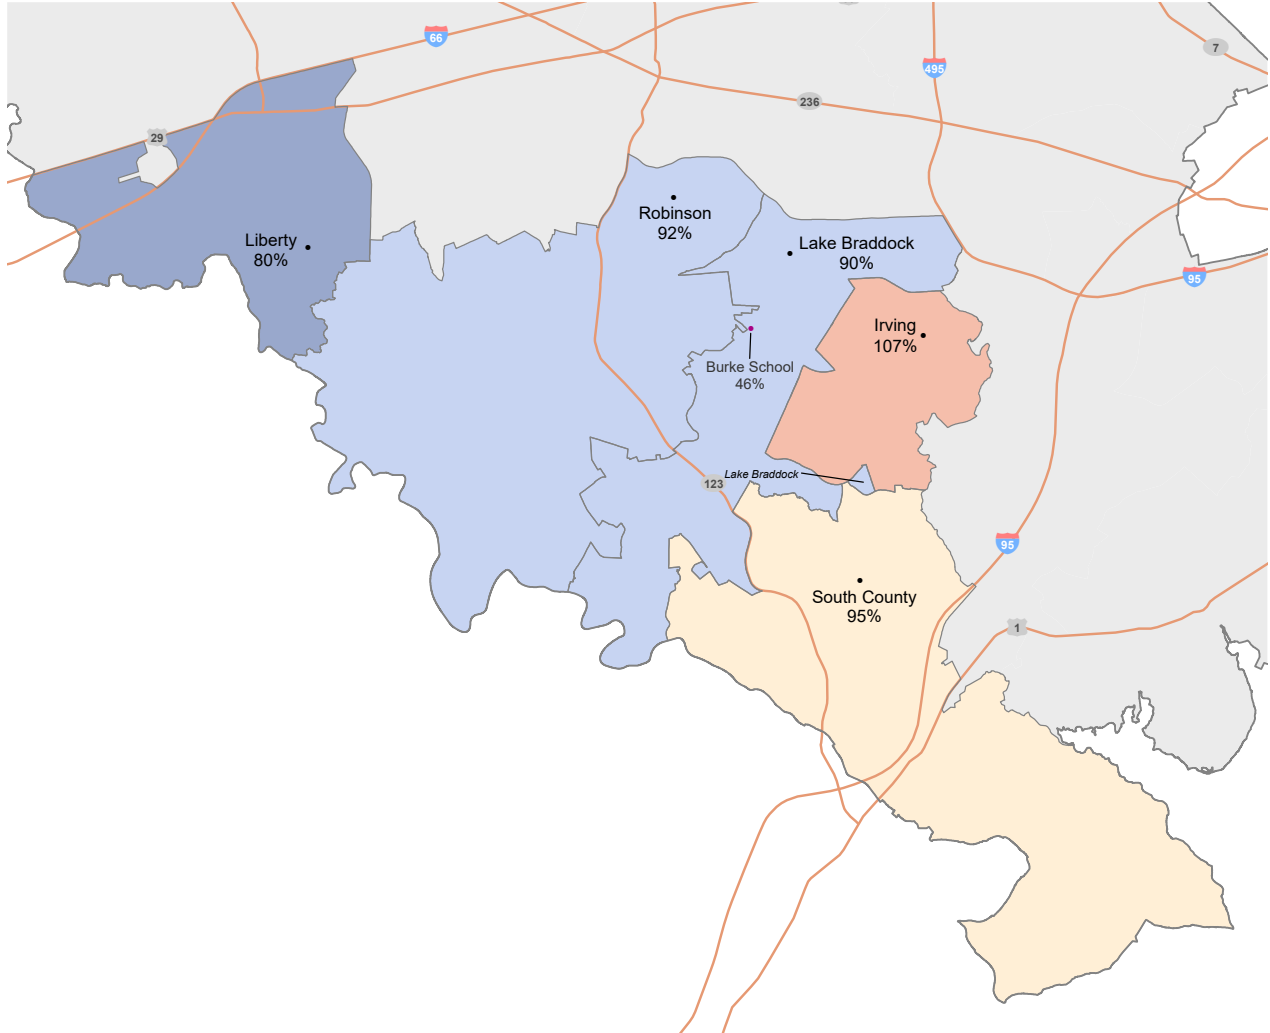 66
7
495
236
29
Robinson
92%
Liberty
80%
Lake Braddock
90%
95
Irving
107%
Burke School
46%
Lake Braddock
123
95
South County
95%
1